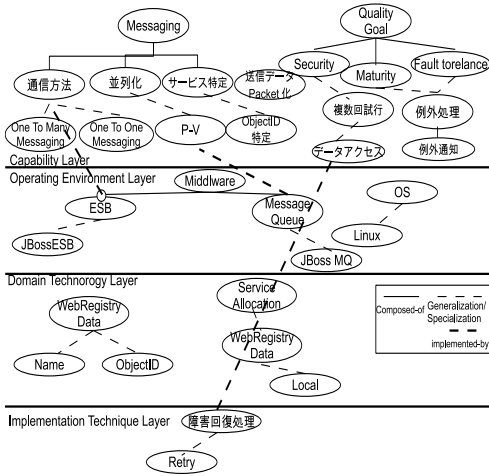 Messaging
Quality
Goal
Security
Maturity
Fault torelance
通信方法
並列化
サービス特定
送信データ
Packet 化
複数回試行
例外処理
One To Many
Messaging
One To One
Messaging
P-V
ObjectID
特定
データアクセス
例外通知
Capability Layer
Operating Environment Layer
Middlware
ESB
Message
Queue
OS
JBossESB
Linux
JBoss MQ
Domain Technorogy Layer
Service
Allocation
WebRegistry
Data
WebRegistry
Data
Name
ObjectID
Local
Composed-of
Generalization/
Specialization
implemented-by
Implementation Technique Layer
障害回復処理
Retry